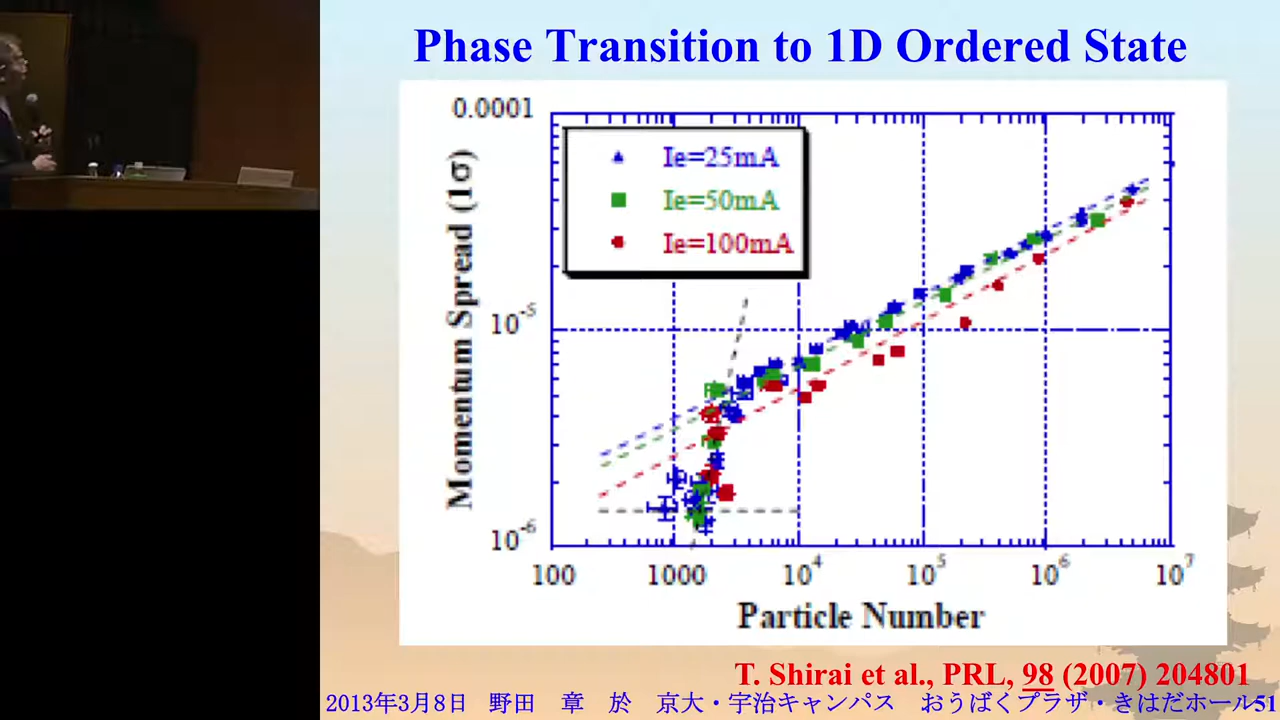 Phase Transition to 1D Ordered State
0.0001
Ie=25mA
Ie=50mA
Ie=100mA
Momentum Spread (1σ)
10⁻⁵
10⁻⁶
100 1000 10⁴ 10⁵ 10⁶ 10⁷
Particle Number
T. Shirai et al., PRL, 98 (2007) 204801
2013年3月8日 野田 章 於 京大・宇治キャンパス おうばくプラザ・きはだホール51